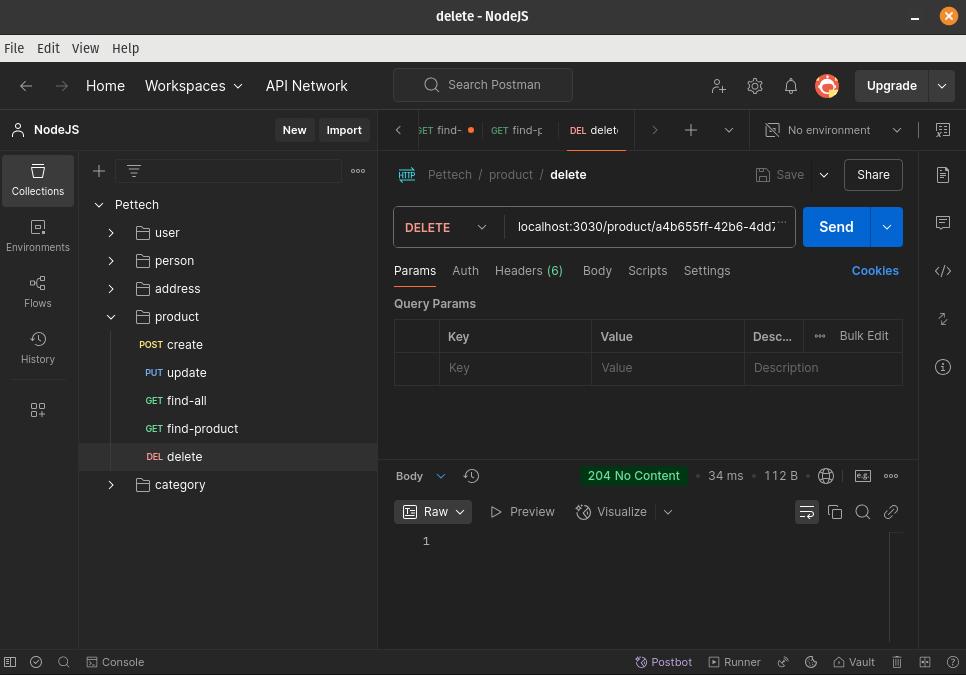 delete - NodeJS
File Edit View Help
Home Workspaces API Network Search Postman Upgrade
NodeJS New Import
GET find- GET find-p DEL delet No environment
Collections
Environments
Flows
History
Pettech
user
person
address
product
POST create
PUT update
GET find-all
GET find-product
DEL delete
category
HTTP Pettech / product / delete Save Share
DELETE localhost:3030/product/a4b655ff-42b6-4dd7 Send
Params Auth Headers (6) Body Scripts Settings Cookies
Query Params
Key Value Desc... Bulk Edit
Key Value Description
Body 204 No Content 34 ms 112 B e.g
Raw Preview Visualize
1
Console Postbot Runner Vault